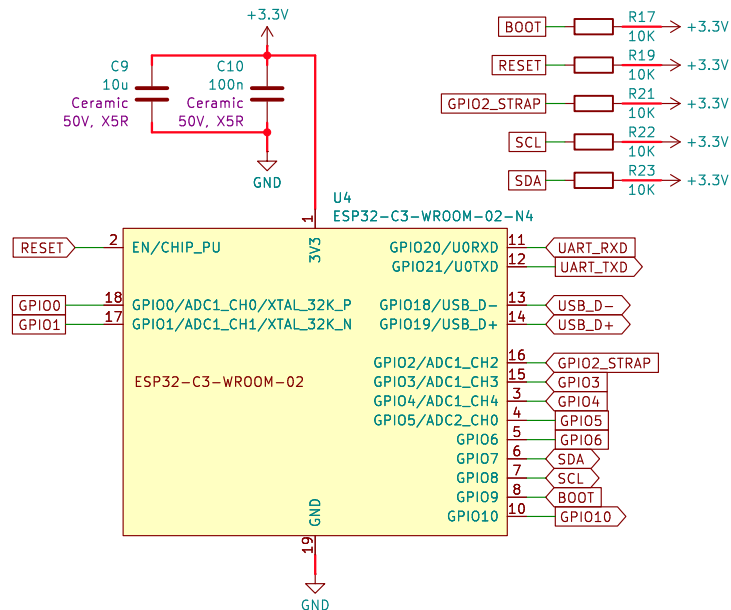 +3.3V
C9
10u
Ceramic
50V, X5R
C10
100n
Ceramic
50V, X5R
GND
BOOT
R17
10K
+3.3V
RESET
R19
10K
+3.3V
GPIO2_STRAP
R21
10K
+3.3V
SCL
R22
10K
+3.3V
SDA
R23
10K
+3.3V
U4
ESP32-C3-WROOM-02-N4
1
3V3
RESET
2
EN/CHIP_PU
GPIO0
18
GPIO0/ADC1_CH0/XTAL_32K_P
GPIO1
17
GPIO1/ADC1_CH1/XTAL_32K_N
ESP32-C3-WROOM-02
GPIO20/U0RXD
11
UART_RXD
GPIO21/U0TXD
12
UART_TXD
GPIO18/USB_D-
13
USB_D-
GPIO19/USB_D+
14
USB_D+
GPIO2/ADC1_CH2
16
GPIO2_STRAP
GPIO3/ADC1_CH3
15
GPIO3
GPIO4/ADC1_CH4
3
GPIO4
GPIO5/ADC2_CH0
4
GPIO5
GPIO6
5
GPIO6
GPIO7
6
SDA
GPIO8
7
SCL
GPIO9
8
BOOT
GPIO10
10
GPIO10
GND
19
GND